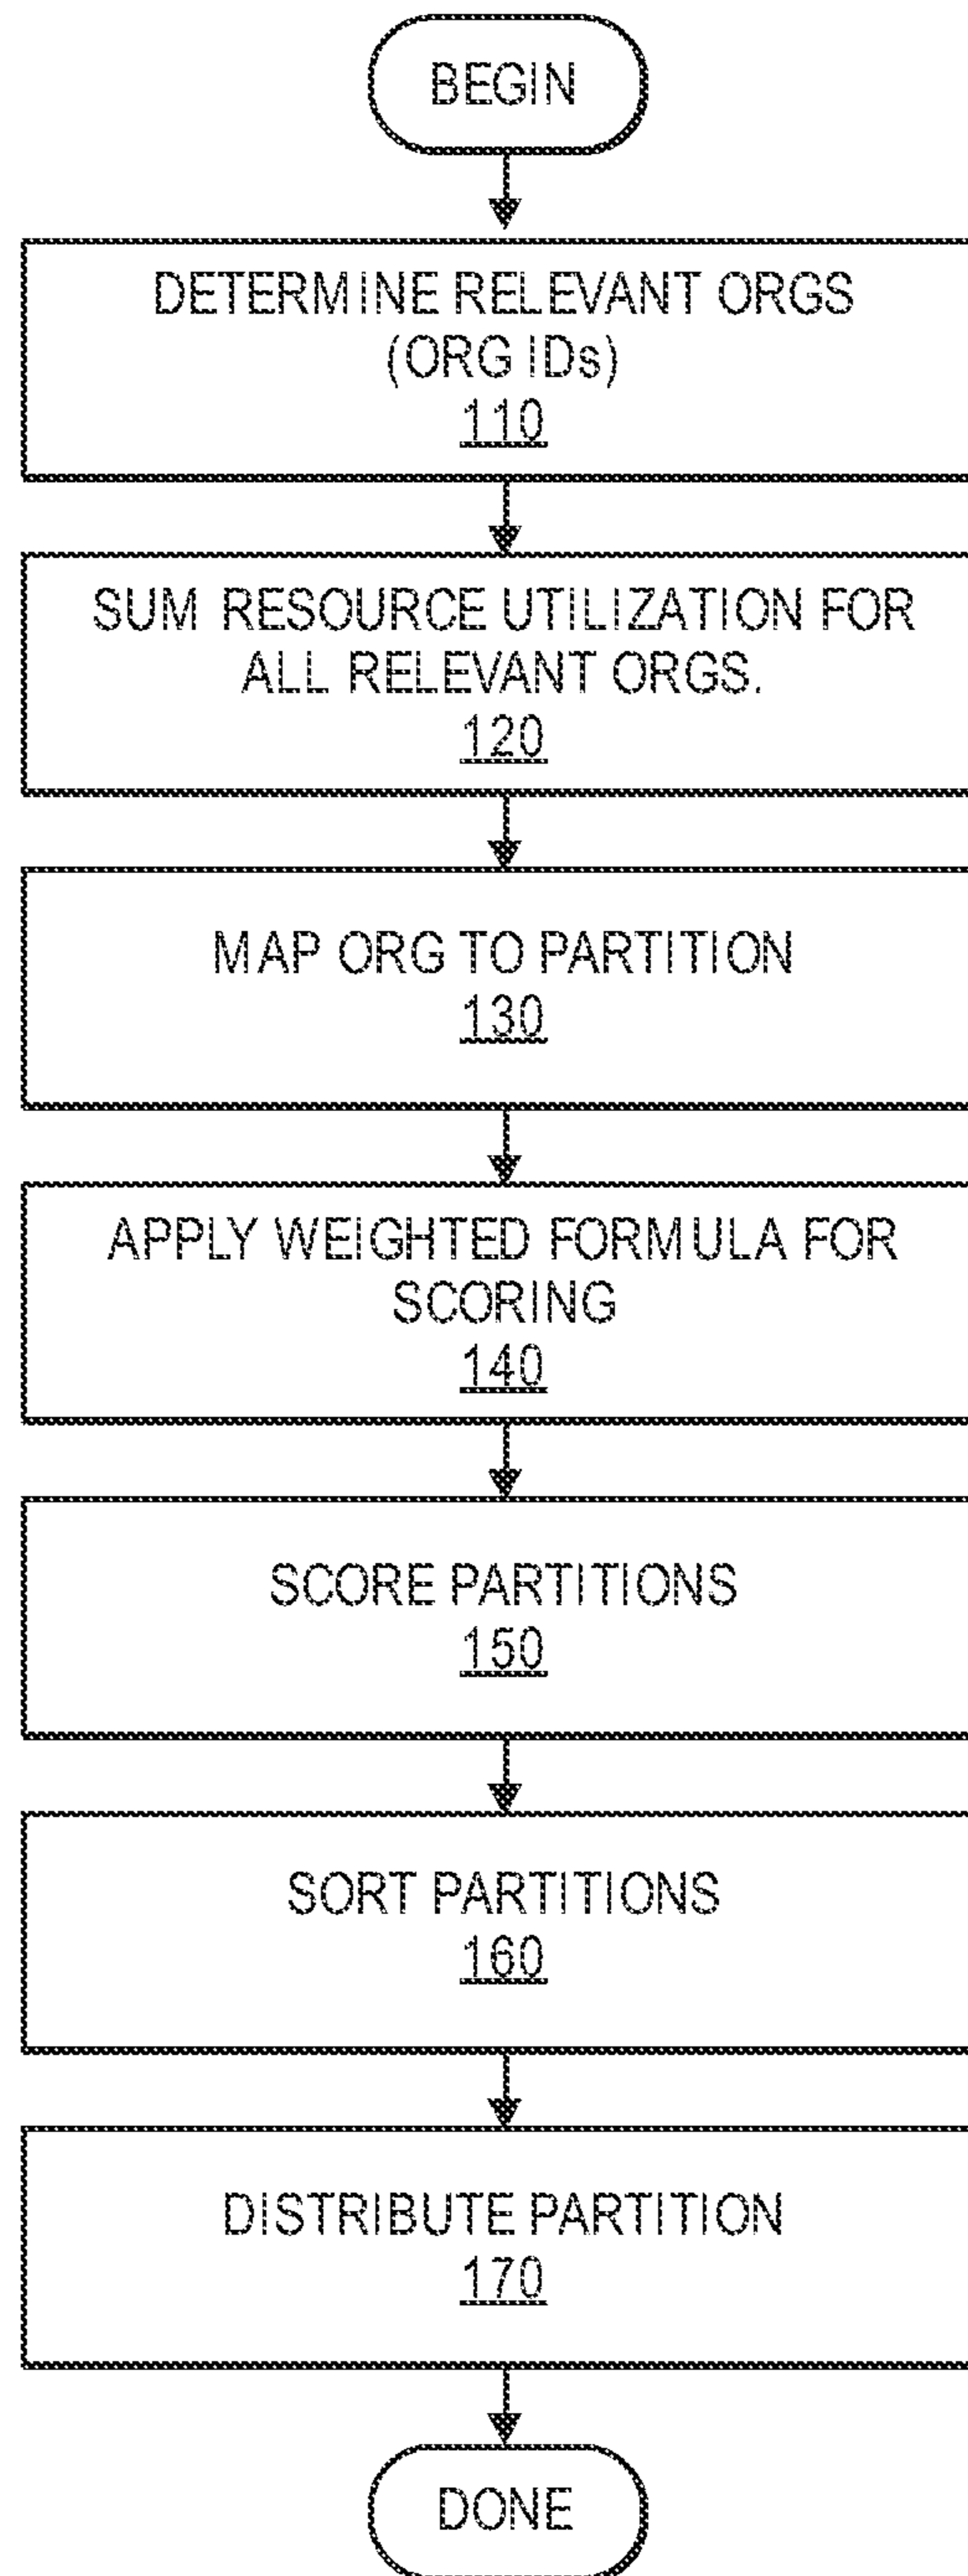 BEGIN
DETERMINE RELEVANT ORGS
(ORG IDs)
110
SUM RESOURCE UTILIZATION FOR
ALL RELEVANT ORGS.
120
MAP ORG TO PARTITION
130
APPLY WEIGHTED FORMULA FOR
SCORING
140
SCORE PARTITIONS
150
SORT PARTITIONS
160
DISTRIBUTE PARTITION
170
DONE